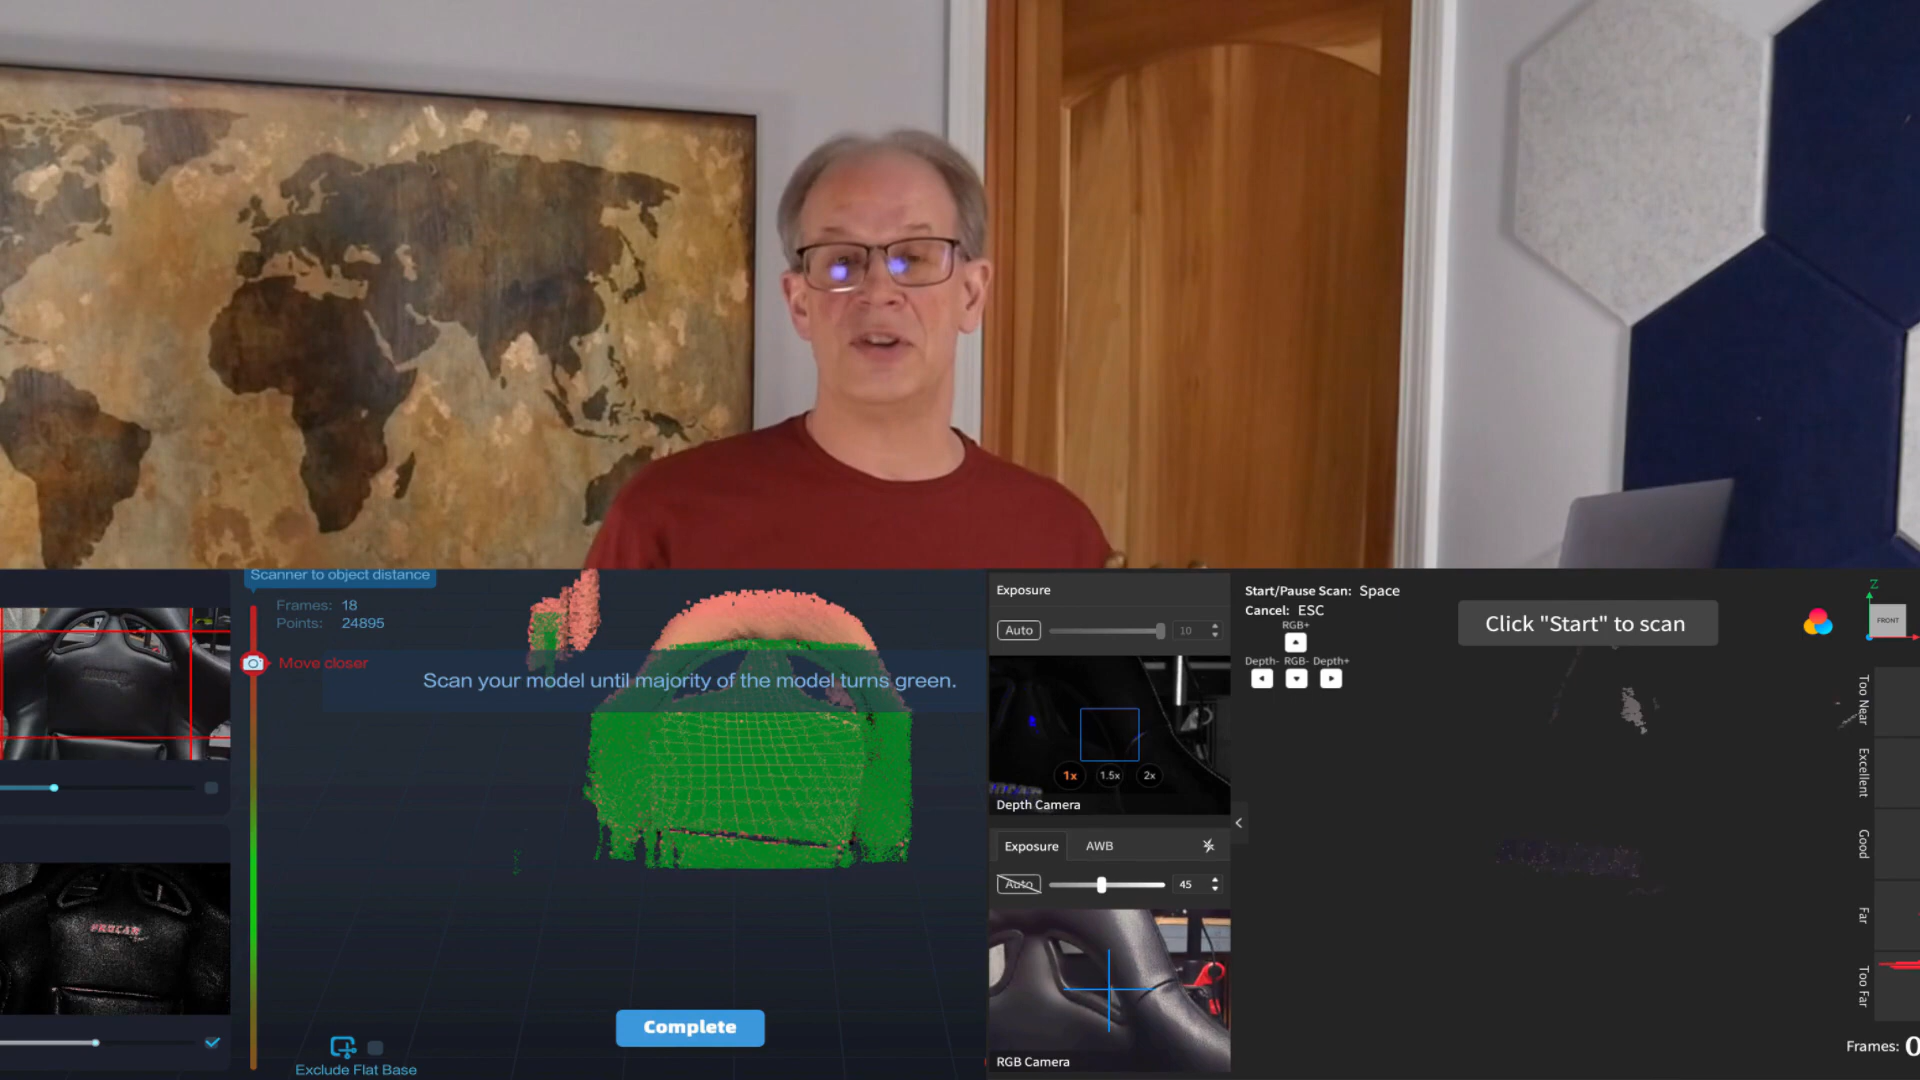 Scanner to object distance
Frames: 18
Points: 24895
Move closer
Scan your model until majority of the model turns green.
Complete
Exclude Flat Base
Exposure
Auto 10
1x 1.5x 2x
Depth Camera
Exposure AWB
Auto 45
RGB Camera
Start/Pause Scan: Space
Cancel: ESC
RGB+
Depth- RGB- Depth+
Click "Start" to scan
Z
FRONT
Too Near
Excellent
Good
Far
Too Far
Frames: 0